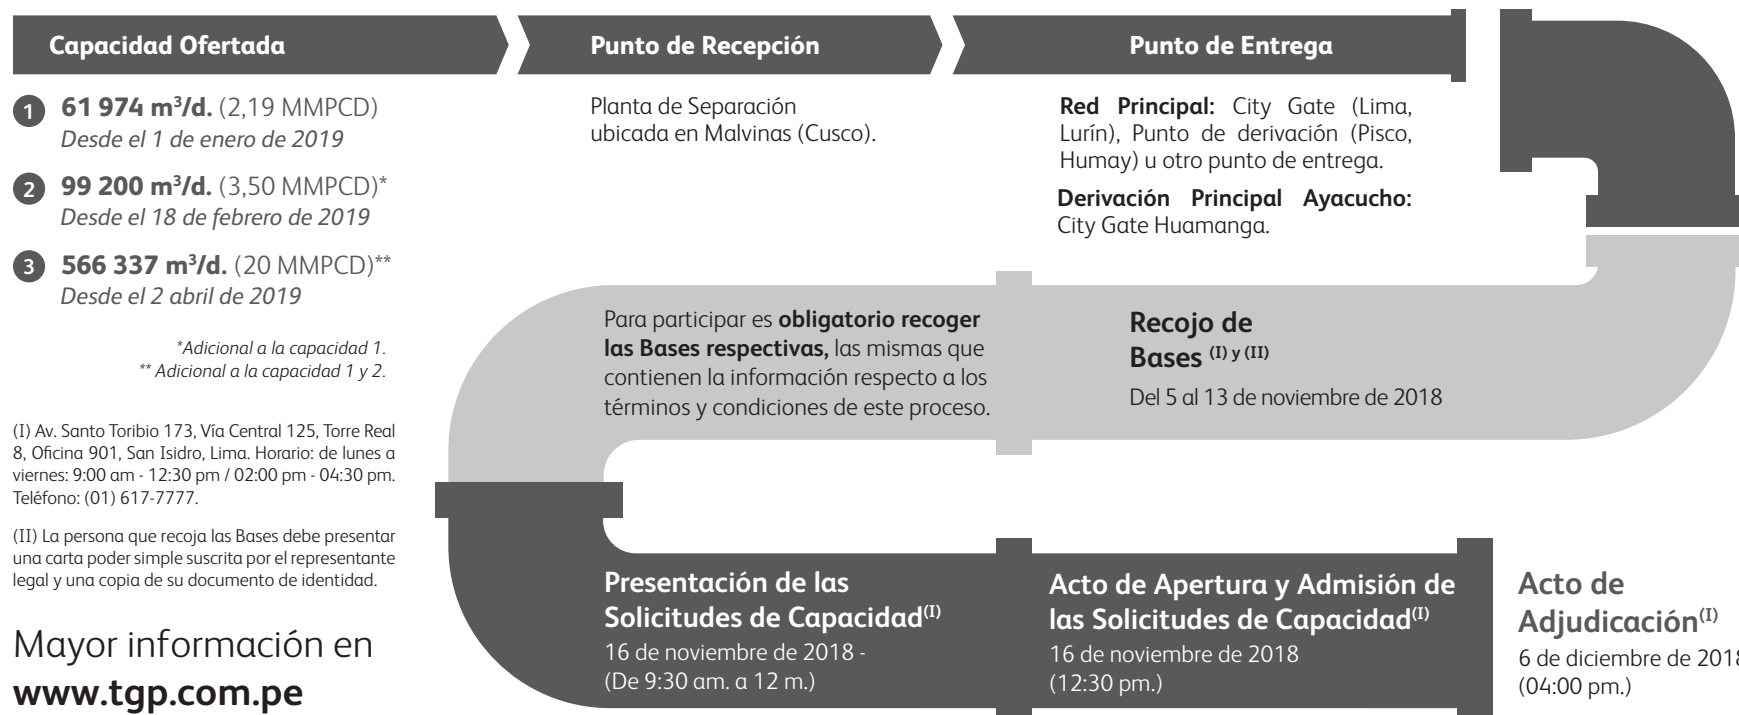 Capacidad Ofertada
Punto de Recepción
Punto de Entrega
1 61 974 m³/d. (2,19 MMPCD)
Desde el 1 de enero de 2019
2 99 200 m³/d. (3,50 MMPCD)*
Desde el 18 de febrero de 2019
3 566 337 m³/d. (20 MMPCD)**
Desde el 2 abril de 2019
*Adicional a la capacidad 1.
** Adicional a la capacidad 1 y 2.
Planta de Separación
ubicada en Malvinas (Cusco).
Red Principal: City Gate (Lima,
Lurín), Punto de derivación (Pisco,
Humay) u otro punto de entrega.
Derivación Principal Ayacucho:
City Gate Huamanga.
Para participar es obligatorio recoger
las Bases respectivas, las mismas que
contienen la información respecto a los
términos y condiciones de este proceso.
Recojo de
Bases (I) y (II)
Del 5 al 13 de noviembre de 2018
(I) Av. Santo Toribio 173, Vía Central 125, Torre Real
8, Oficina 901, San Isidro, Lima. Horario: de lunes a
viernes: 9:00 am - 12:30 pm / 02:00 pm - 04:30 pm.
Teléfono: (01) 617-7777.
(II) La persona que recoja las Bases debe presentar
una carta poder simple suscrita por el representante
legal y una copia de su documento de identidad.
Mayor información en
www.tgp.com.pe
Presentación de las
Solicitudes de Capacidad(I)
16 de noviembre de 2018 -
(De 9:30 am. a 12 m.)
Acto de Apertura y Admisión de
las Solicitudes de Capacidad(I)
16 de noviembre de 2018
(12:30 pm.)
Acto de
Adjudicación(I)
6 de diciembre de 2018
(04:00 pm.)